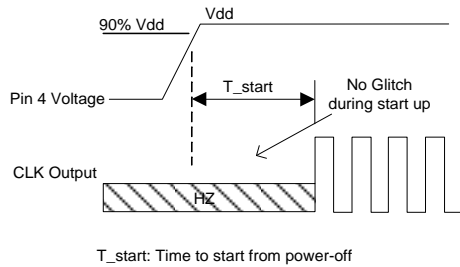 Vdd
90% Vdd
T_start
No Glitch
during start up
Pin 4 Voltage
CLK Output
HZ
T_start: Time to start from power-off